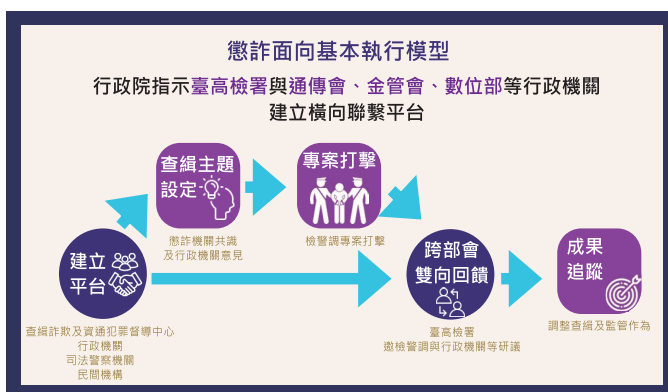 懲詐面向基本執行模型
行政院指示臺高檢署與通傳會、金管會、數位部等行政機關
建立橫向聯繫平台
查緝主題
設定
懲詐機關共識
及行政機關意見
專案打擊
檢警調專案打擊
建立
平台
查緝詐欺及資通犯罪督導中心
行政機關
司法警察機關
民間機構
跨部會
雙向回饋
臺高檢署
邀檢警調與行政機關等研議
成果
追蹤
調整查緝及監管作為